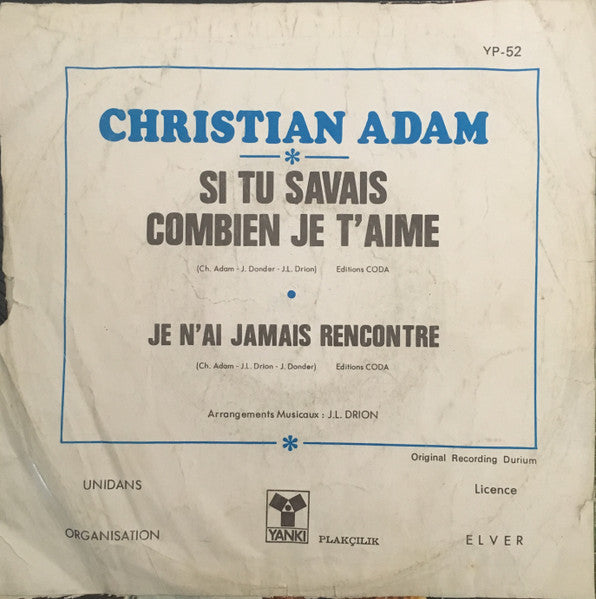 YP-52
CHRISTIAN ADAM
SI TU SAVAIS
COMBIEN JE T'AIME
(Ch. Adam - J. Donder - J.L. Drion) Editions CODA
JE N'AI JAMAIS RENCONTRE
(Ch. Adam - J.L. Drion - J. Donder) Editions CODA
Arrangements Musicaux : J.L. DRION
Original Recording Durium
UNIDANS
Licence
ORGANISATION
YANKI PLAKÇILIK
ELVER